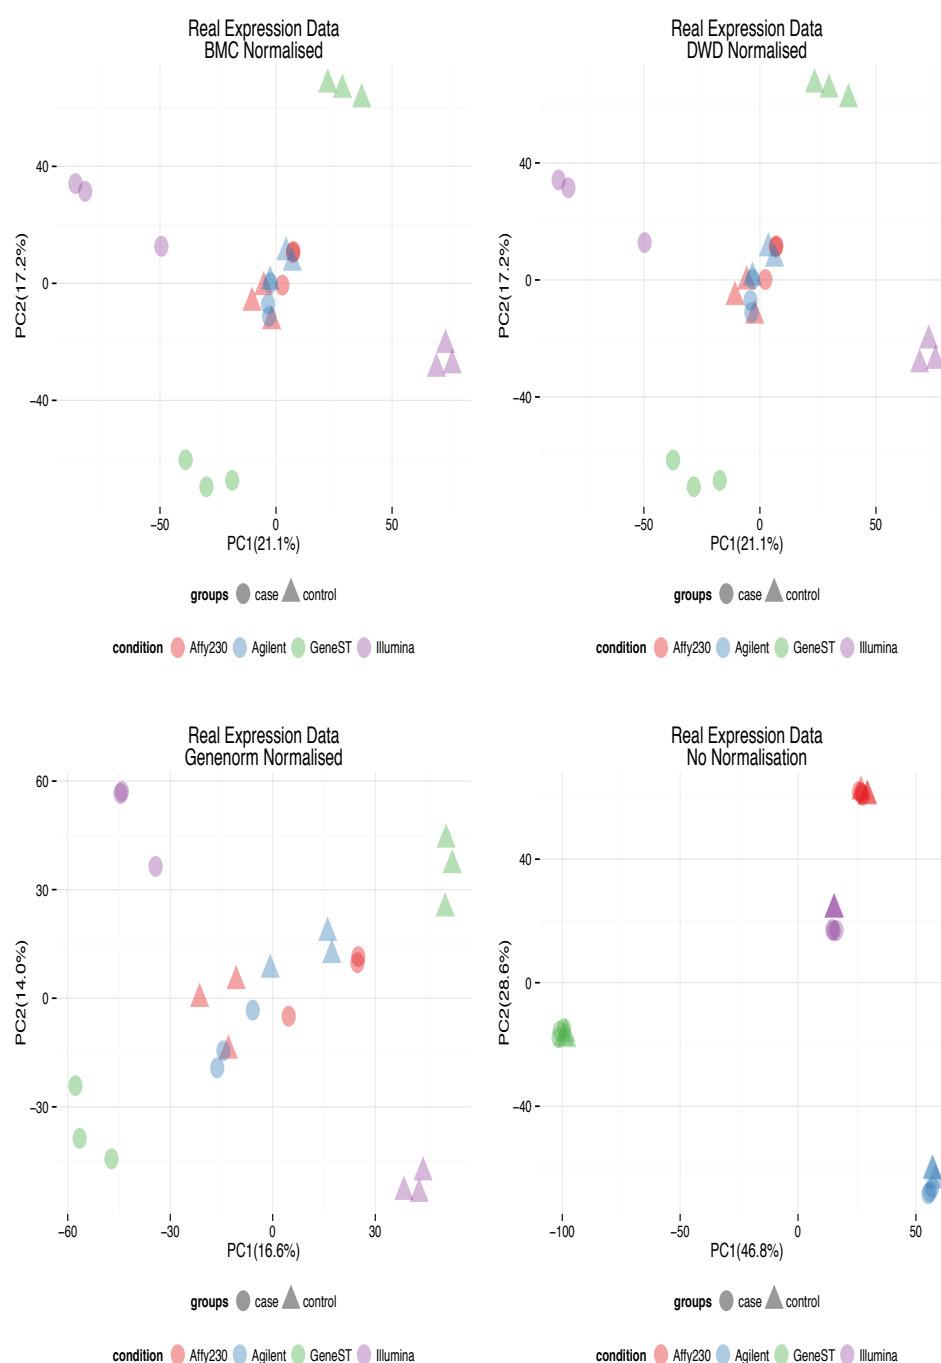 Real Expression Data
BMC Normalised
40
0
−40
PC2(17.2%)
−50
0
50
PC1(21.1%)
groups case control
condition Affy230 Agilent GeneST Illumina
Real Expression Data
DWD Normalised
40
0
−40
PC2(17.2%)
−50
0
50
PC1(21.1%)
groups case control
condition Affy230 Agilent GeneST Illumina
Real Expression Data
Genenorm Normalised
60
30
0
−30
PC2(14.0%)
−60
−30
0
30
PC1(16.6%)
groups case control
condition Affy230 Agilent GeneST Illumina
Real Expression Data
No Normalisation
40
0
−40
PC2(28.6%)
−100
−50
0
50
PC1(46.8%)
groups case control
condition Affy230 Agilent GeneST Illumina